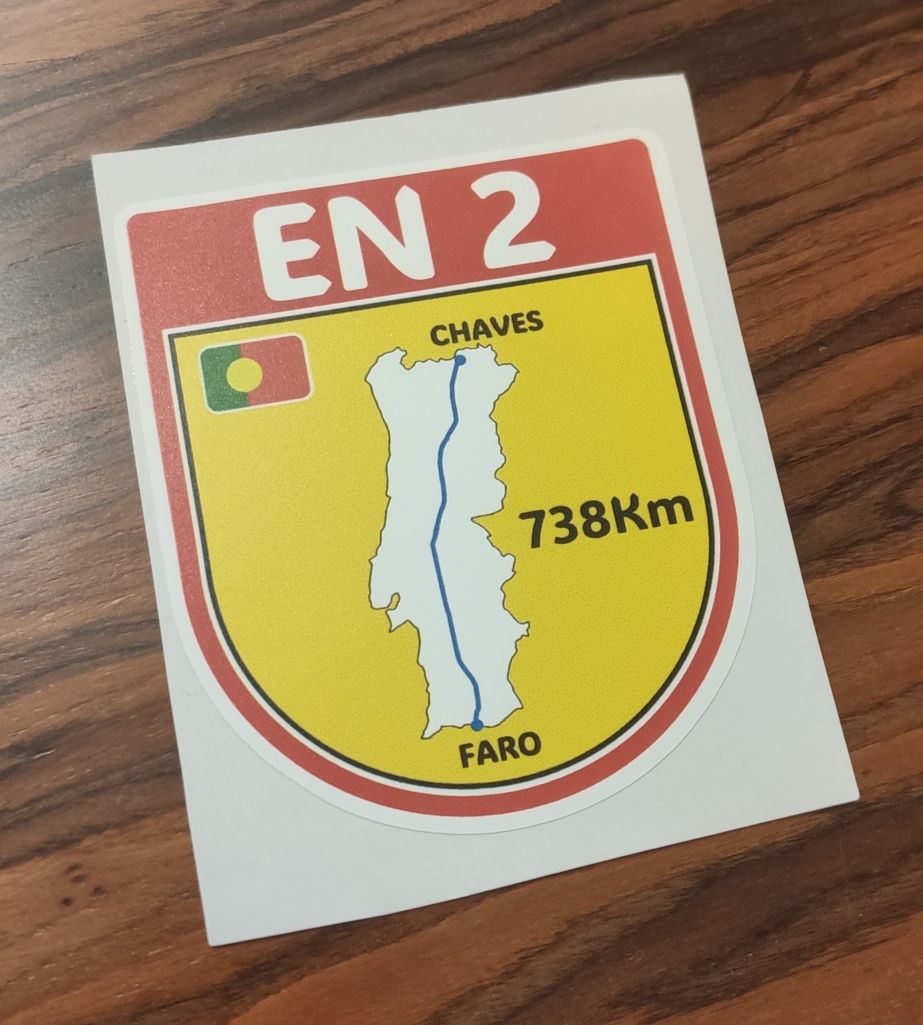 EN 2
CHAVES
738Km
FARO